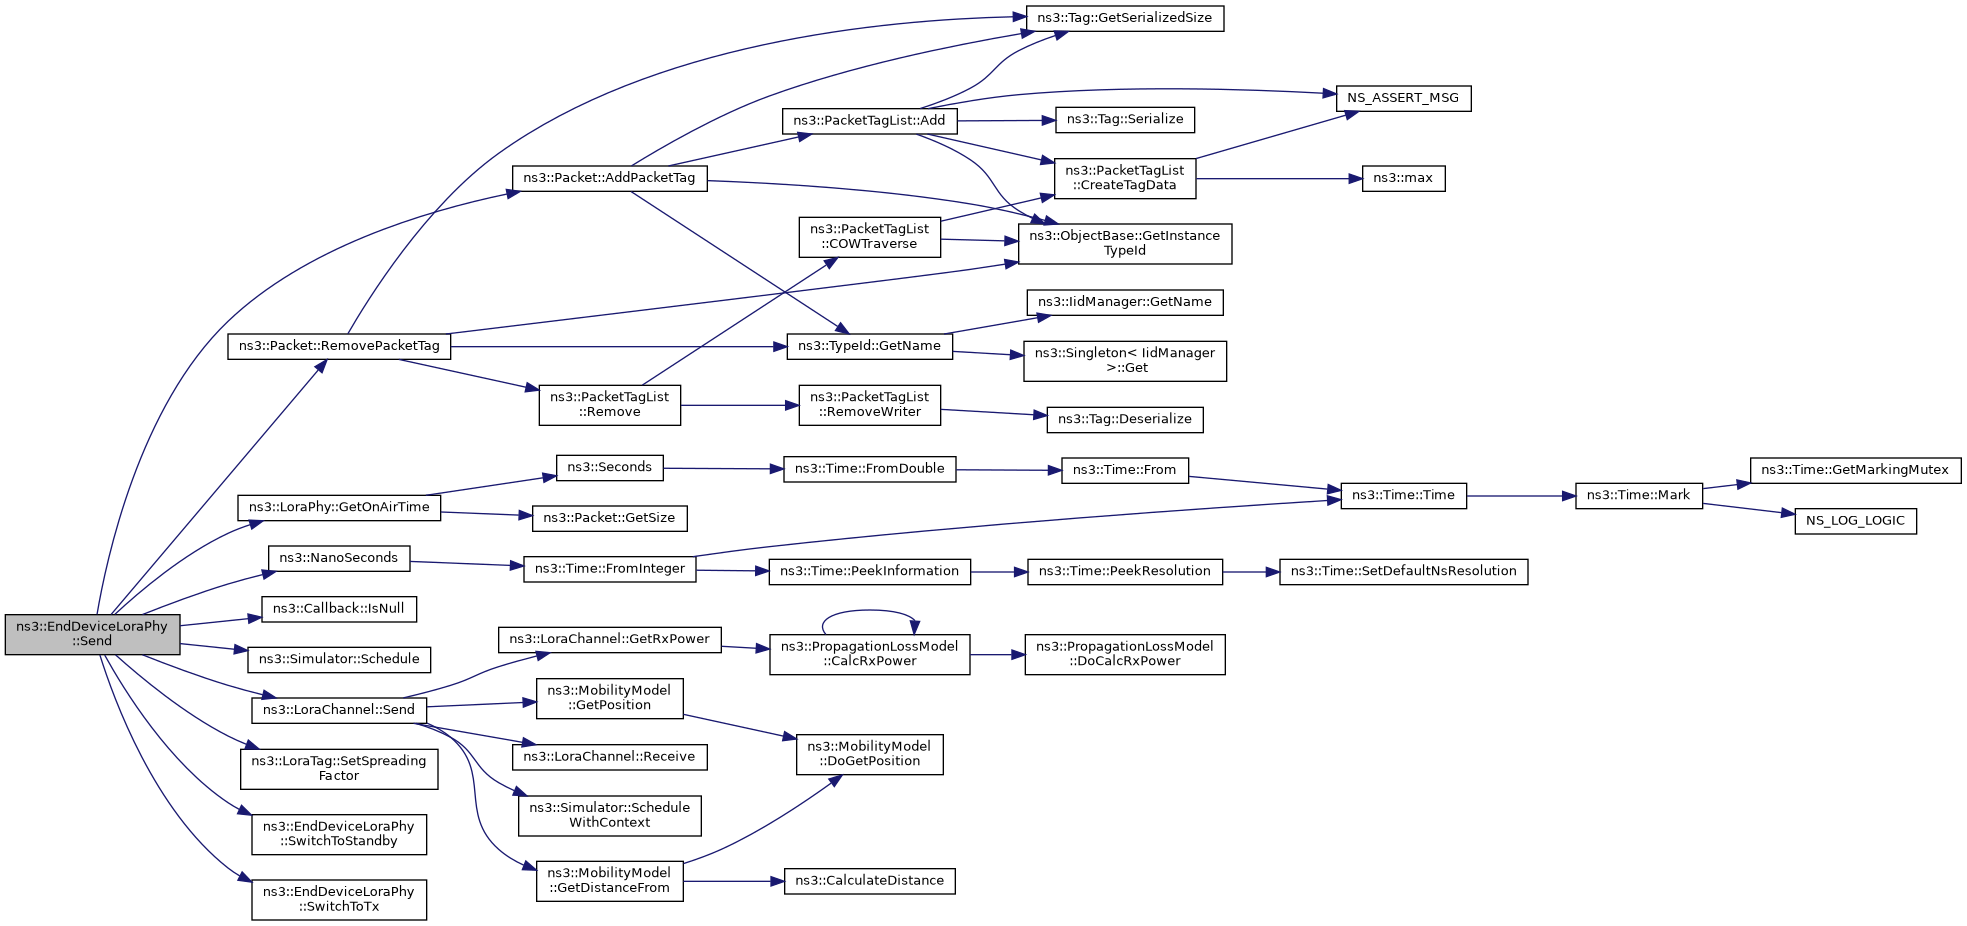 ns3::Tag::GetSerializedSize
NS_ASSERT_MSG
ns3::PacketTagList::Add
ns3::Tag::Serialize
ns3::Packet::AddPacketTag
ns3::PacketTagList
::CreateTagData
ns3::max
ns3::PacketTagList
::COWTraverse
ns3::ObjectBase::GetInstance
TypeId
ns3::IidManager::GetName
ns3::Packet::RemovePacketTag
ns3::TypeId::GetName
ns3::Singleton< IidManager
>::Get
ns3::PacketTagList
::Remove
ns3::PacketTagList
::RemoveWriter
ns3::Tag::Deserialize
ns3::Seconds
ns3::Time::FromDouble
ns3::Time::From
ns3::Time::GetMarkingMutex
ns3::LoraPhy::GetOnAirTime
ns3::Time::Time
ns3::Time::Mark
ns3::Packet::GetSize
NS_LOG_LOGIC
ns3::NanoSeconds
ns3::Time::FromInteger
ns3::Time::PeekInformation
ns3::Time::PeekResolution
ns3::Time::SetDefaultNsResolution
ns3::EndDeviceLoraPhy
::Send
ns3::Callback::IsNull
ns3::LoraChannel::GetRxPower
ns3::PropagationLossModel
::CalcRxPower
ns3::PropagationLossModel
::DoCalcRxPower
ns3::Simulator::Schedule
ns3::LoraChannel::Send
ns3::MobilityModel
::GetPosition
ns3::LoraTag::SetSpreading
Factor
ns3::LoraChannel::Receive
ns3::MobilityModel
::DoGetPosition
ns3::Simulator::Schedule
WithContext
ns3::EndDeviceLoraPhy
::SwitchToStandby
ns3::MobilityModel
::GetDistanceFrom
ns3::CalculateDistance
ns3::EndDeviceLoraPhy
::SwitchToTx